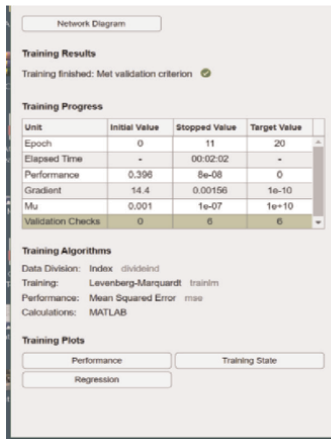 Network Diagram
Training Results
Training finished: Met validation criterion
Training Progress
Unit Initial Value Stopped Value Target Value
Epoch 0 11 20
Elapsed Time - 00:02:02 -
Performance 0.396 8e-08 0
Gradient 14.4 0.00156 1e-10
Mu 0.001 1e-07 1e+10
Validation Checks 0 6 6
Training Algorithms
Data Division: Index divideind
Training: Levenberg-Marquardt trainlm
Performance: Mean Squared Error mse
Calculations: MATLAB
Training Plots
Performance Training State
Regression